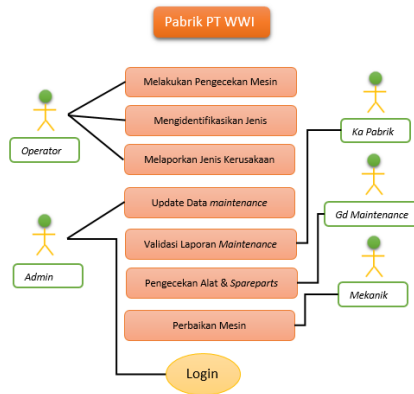 Pabrik PT WWI
Melakukan Pengecekan Mesin
Mengidentifikasikan Jenis
Melaporkan Jenis Kerusakaan
Operator
Update Data maintenance
Validasi Laporan Maintenance
Pengecekan Alat & Spareparts
Perbaikan Mesin
Admin
Login
Ka Pabrik
Gd Maintenance
Mekanik